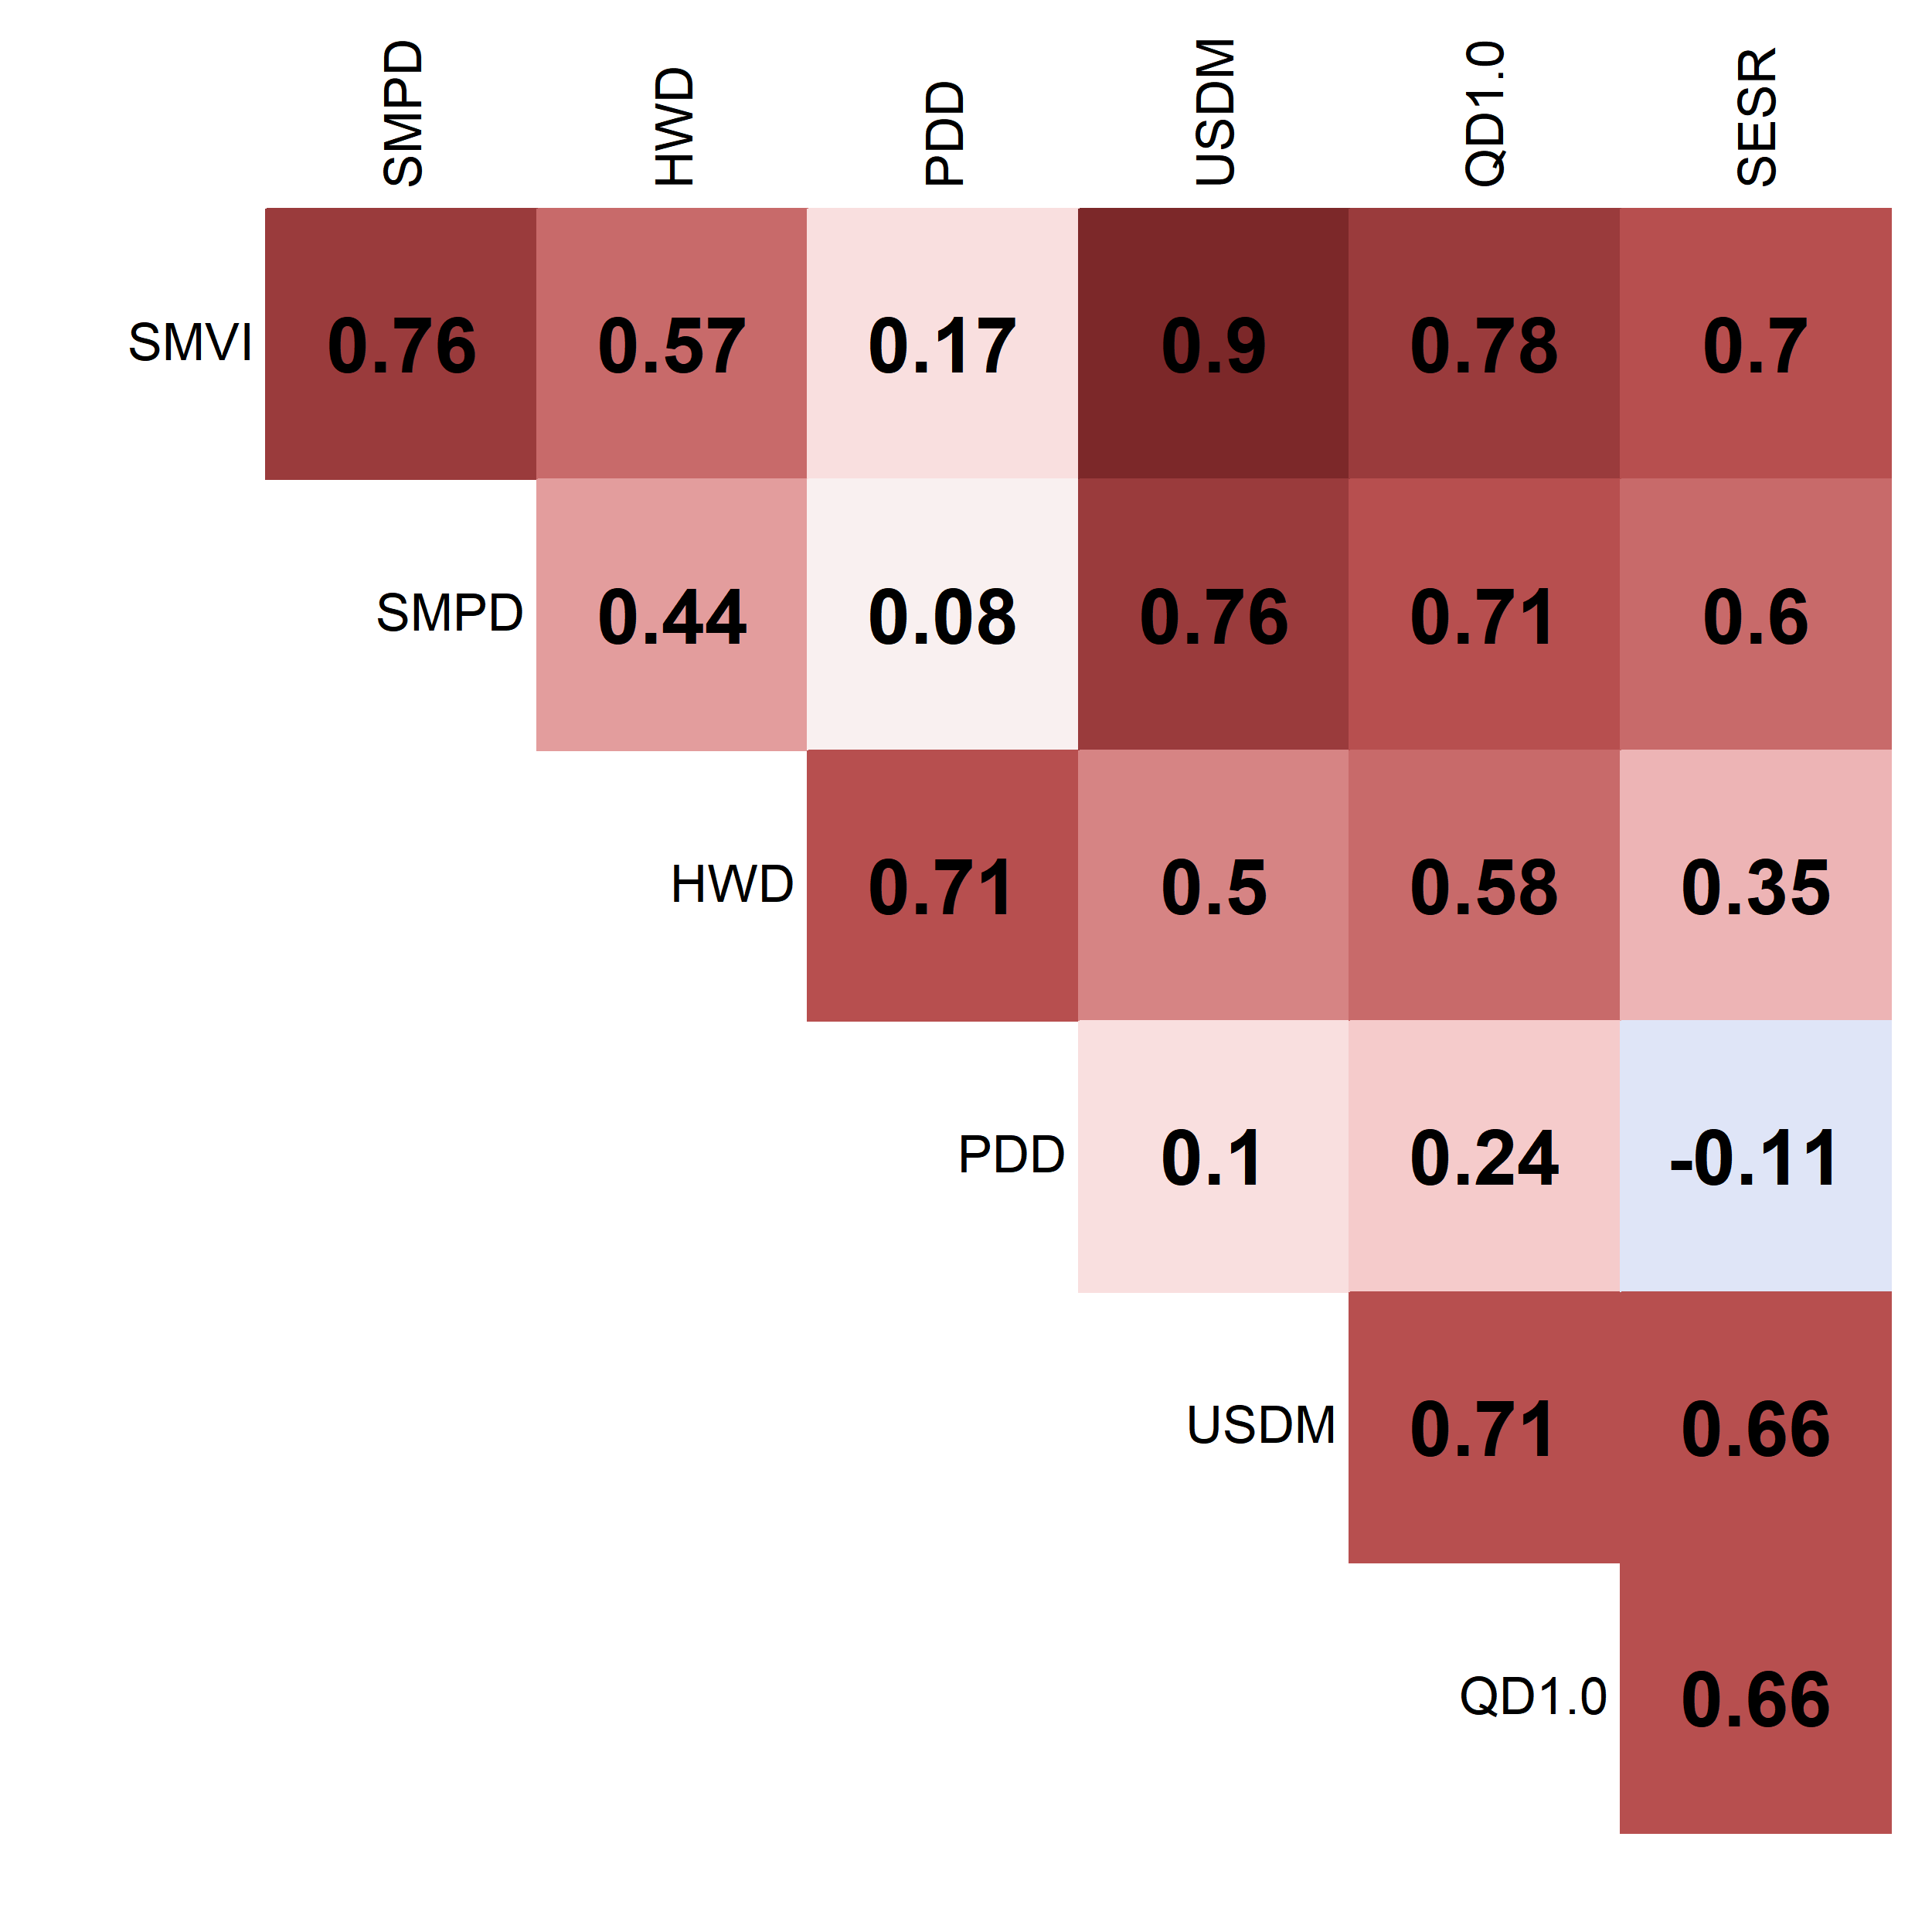 SMPD HWD PDD USDM QD1.0 SESR
SMVI 0.76 0.57 0.17 0.9 0.78 0.7
SMPD 0.44 0.08 0.76 0.71 0.6
HWD 0.71 0.5 0.58 0.35
PDD 0.1 0.24 -0.11
USDM 0.71 0.66
QD1.0 0.66